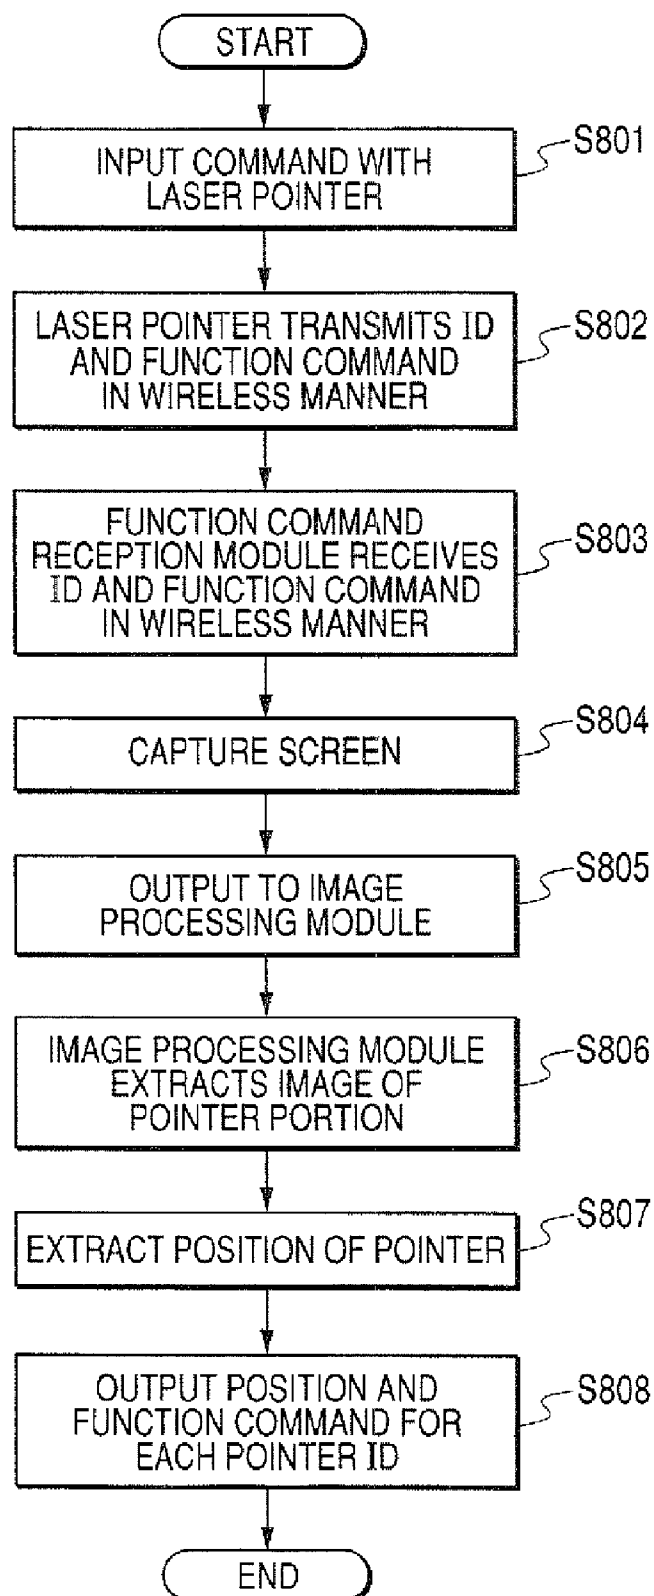 START
INPUT COMMAND WITH
LASER POINTER
S801
LASER POINTER TRANSMITS ID
AND FUNCTION COMMAND
IN WIRELESS MANNER
S802
FUNCTION COMMAND
RECEPTION MODULE RECEIVES
ID AND FUNCTION COMMAND
IN WIRELESS MANNER
S803
CAPTURE SCREEN
S804
OUTPUT TO IMAGE
PROCESSING MODULE
S805
IMAGE PROCESSING MODULE
EXTRACTS IMAGE OF
POINTER PORTION
S806
EXTRACT POSITION OF POINTER
S807
OUTPUT POSITION AND
FUNCTION COMMAND FOR
EACH POINTER ID
S808
END